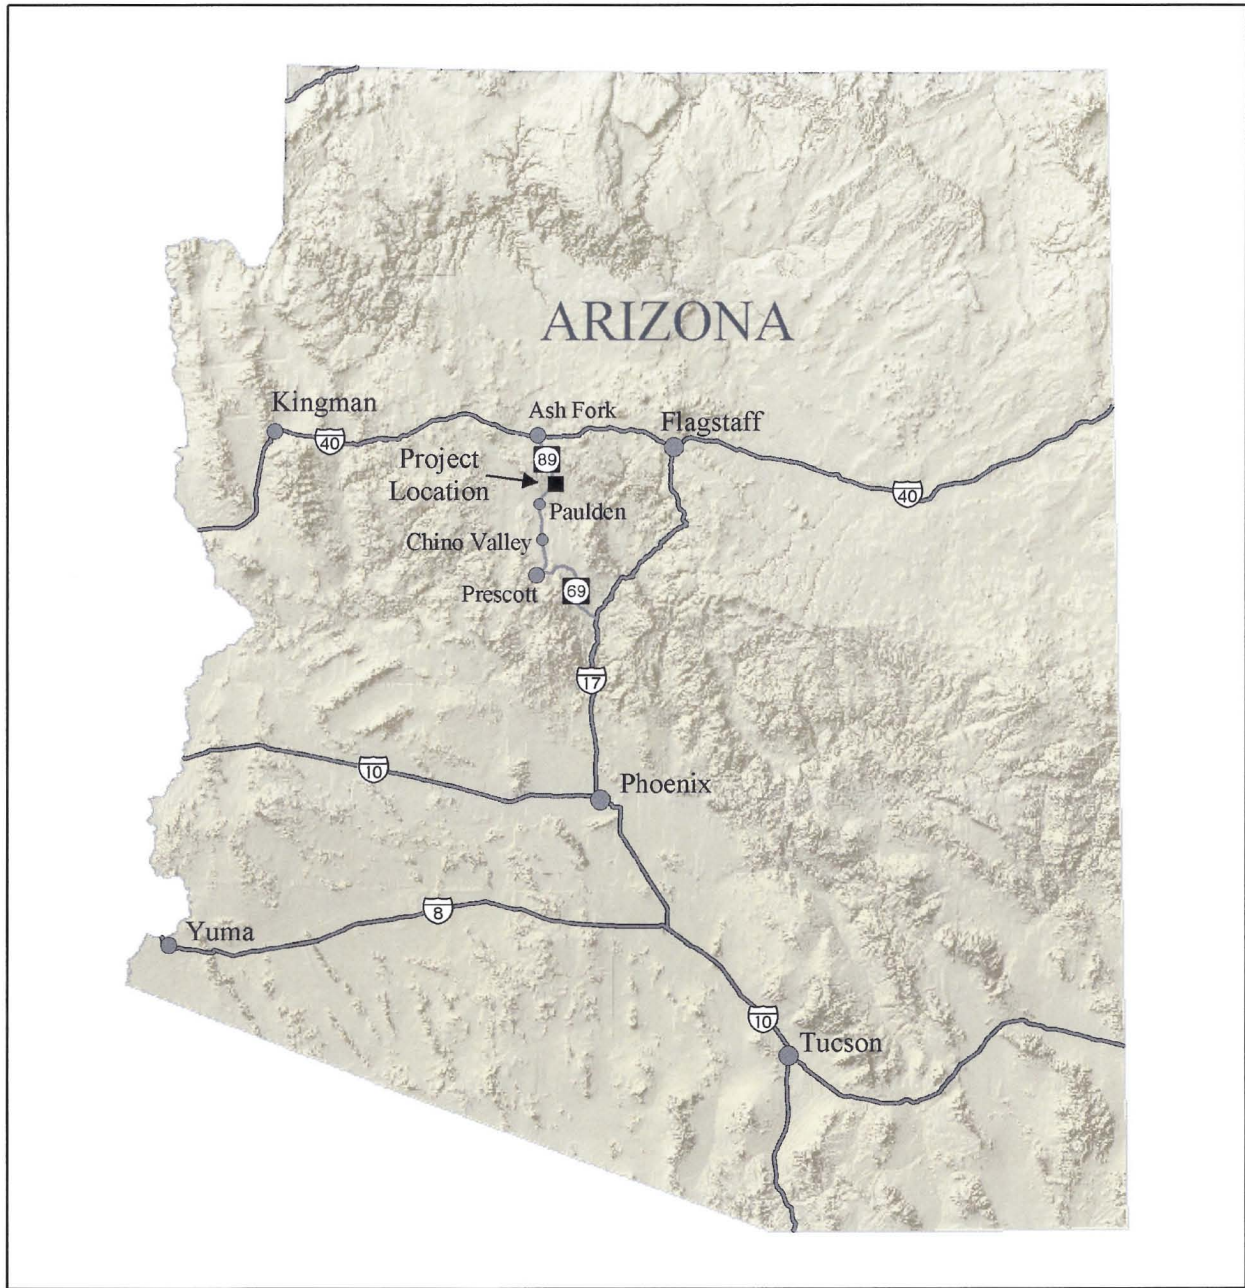 ARIZONA
Kingman
Ash Fork
Flagstaff
40
89
Project
Location
40
Paulden
Chino Valley
Prescott
69
17
10
Phoenix
8
Yuma
10
Tucson